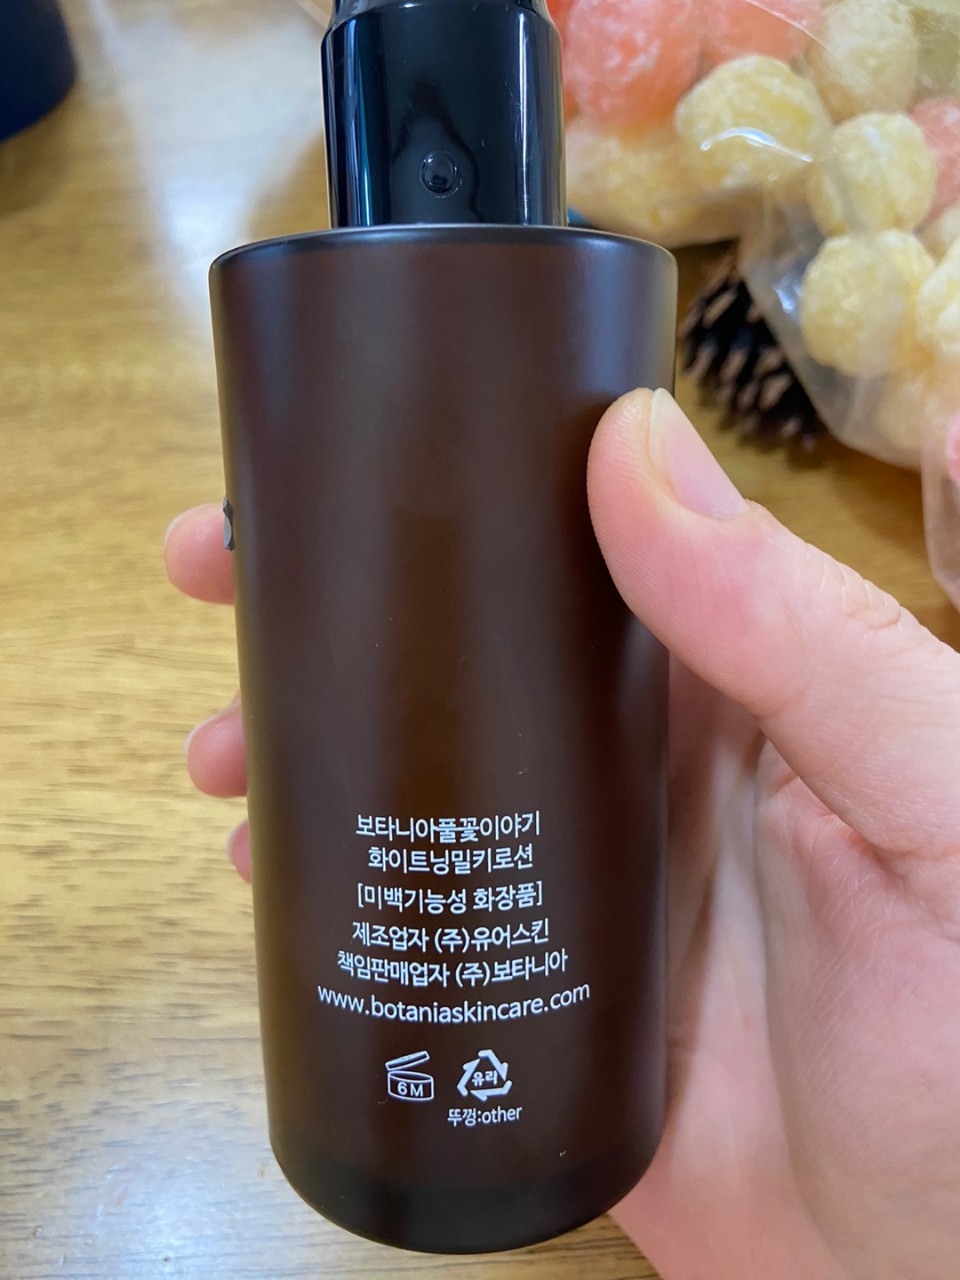 보타니아풀꽃이야기
화이트닝밀키로션
[미백기능성 화장품]
제조업자 (주)유어스킨
책임판매업자 (주)보타니아
www.botaniaskincare.com
6M
유리
뚜껑:other